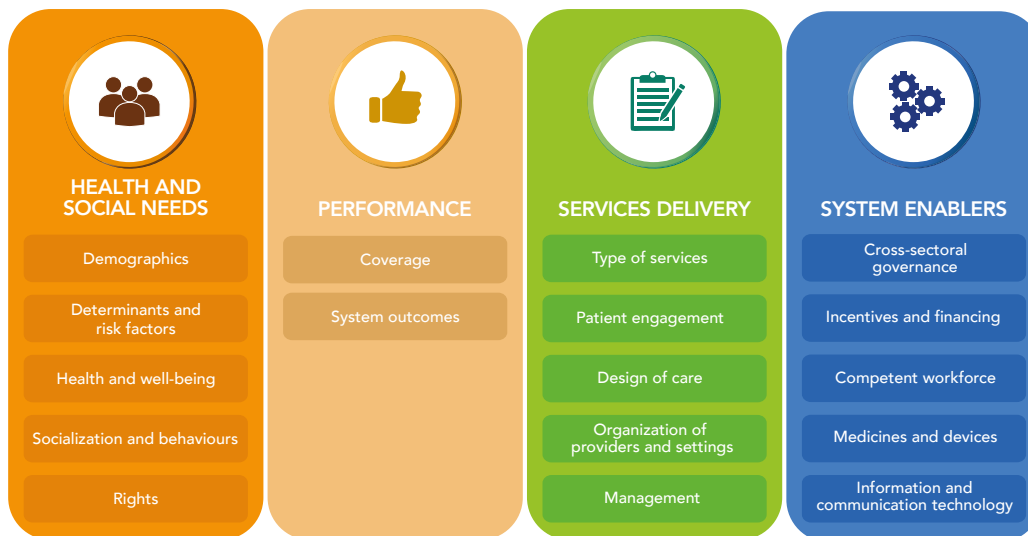 HEALTH AND
SOCIAL NEEDS
Demographics
Determinants and
risk factors
Health and well-being
Socialization and behaviours
Rights
PERFORMANCE
Coverage
System outcomes
SERVICES DELIVERY
Type of services
Patient engagement
Design of care
Organization of
providers and settings
Management
SYSTEM ENABLERS
Cross-sectoral
governance
Incentives and financing
Competent workforce
Medicines and devices
Information and
communication technology